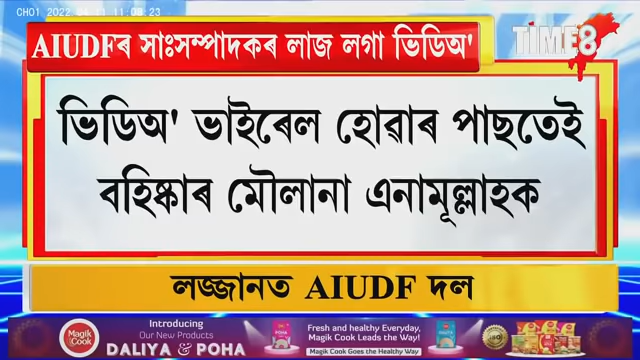 CH01 2022.04.11 11:08:23
AIUDFৰ সাঃসম্পাদকৰ লাজ লগা ভিডিঅ'
TIME8
ভিডিঅ' ভাইৰেল হোৱাৰ পাছতেই
বহিষ্কাৰ মৌলানা এনামূল্লাহক
লজ্জানত AIUDF দল
Magik Cook
Introducing
Our New Products
DALIYA & POHA
Fresh and healthy Everyday,
Magik Cook Leads the Way!
Magik Cook Goes the Healthy Way